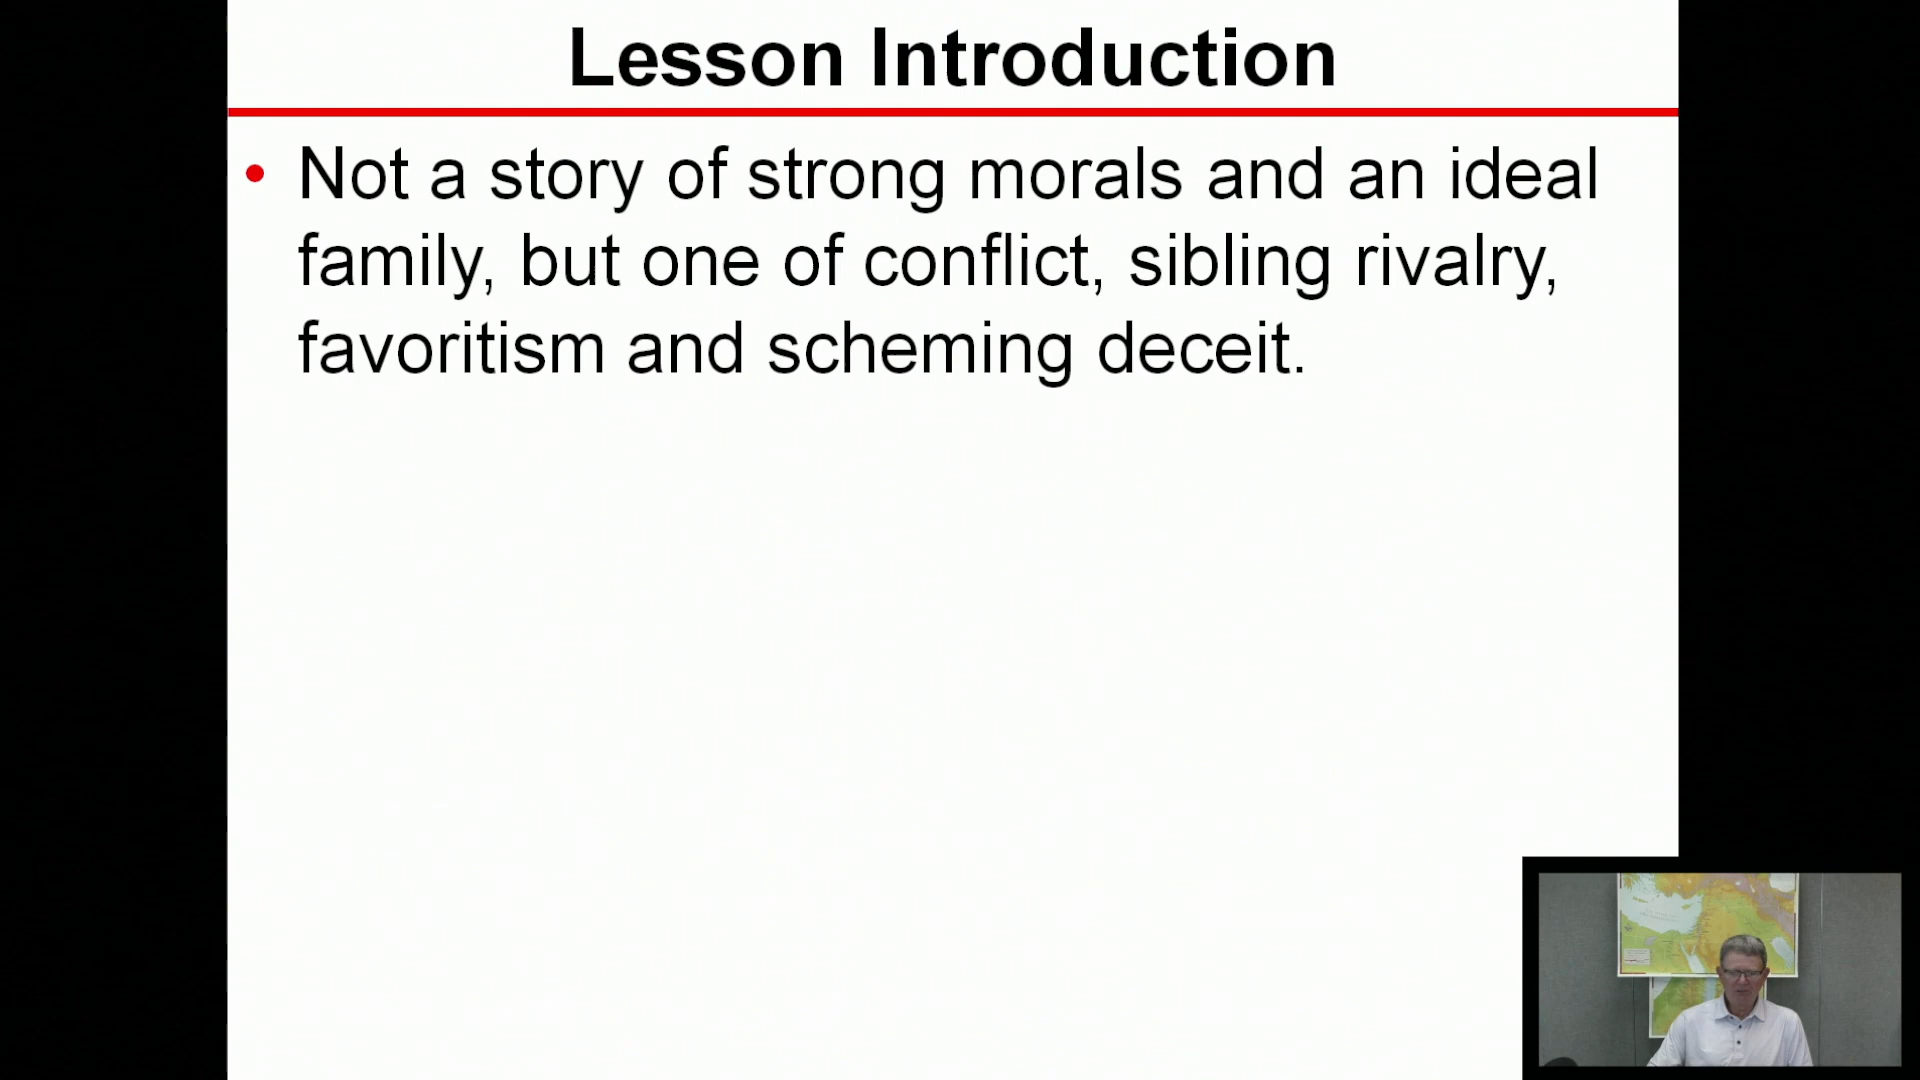 Lesson Introduction
• Not a story of strong morals and an ideal
family, but one of conflict, sibling rivalry,
favoritism and scheming deceit.